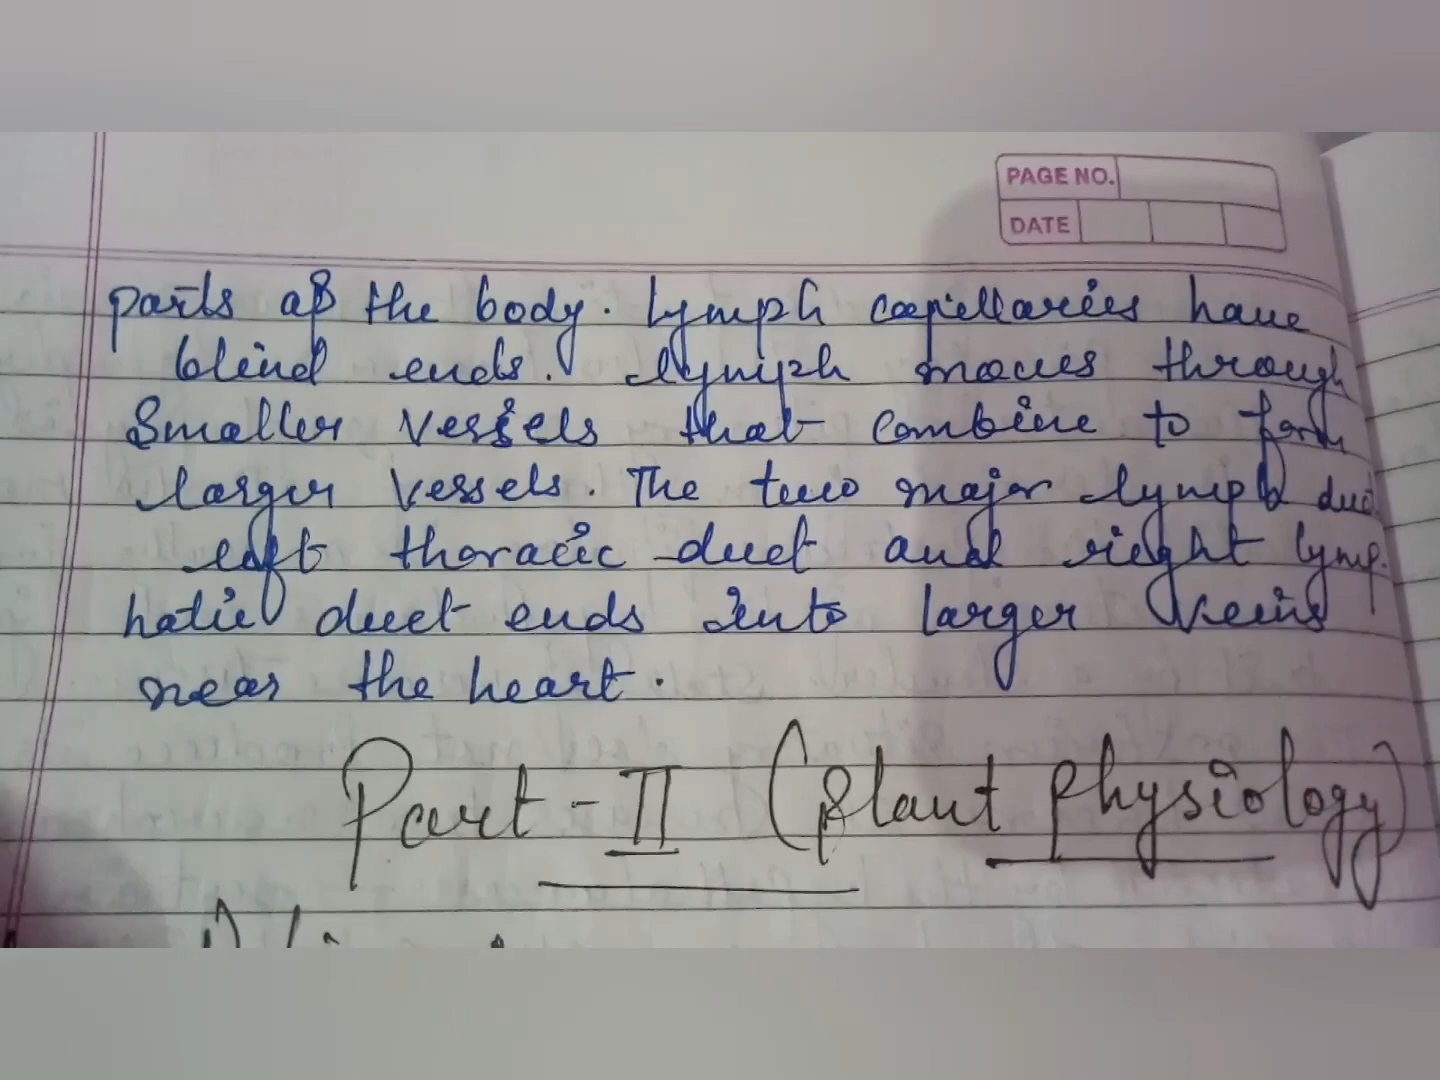 PAGE NO.
DATE
parts of the body. Lymph capillaries have
blind ends. Lymph moves through
Smaller vessels that combine to form
larger vessels. The two major lymph duct
left thoracic duct and right lymp-
hatic duct ends into larger veins
near the heart.
Part - II (Plant Physiology)